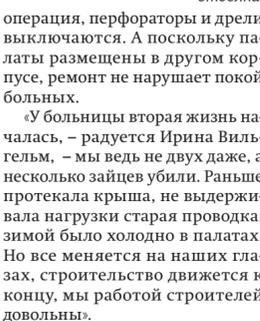 операция, перфораторы и дрели
выключаются. А поскольку па-
латы размещены в другом кор-
пусе, ремонт не нарушает покой
больных.
«У больницы вторая жизнь на-
чалась, – радуется Ирина Виль-
гельм, – мы ведь не двух даже, а
несколько зайцев убили. Раньше
протекала крыша, не выдержи-
вала нагрузки старая проводка,
зимой было холодно в палатах.
Но все меняется на наших гла-
зах, строительство движется к
концу, мы работой строителей
довольны».